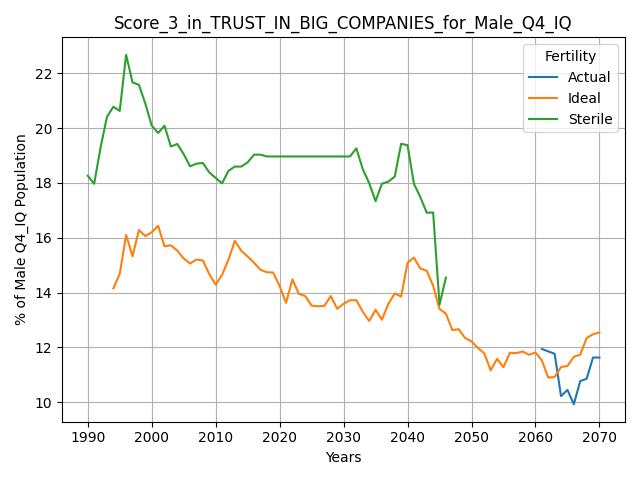 Score_3_in_TRUST_IN_BIG_COMPANIES_for_Male_Q4_IQ
Fertility
Actual
Ideal
Sterile
% of Male Q4_IQ Population
22
20
18
16
14
12
10
1990
2000
2010
2020
2030
2040
2050
2060
2070
Years